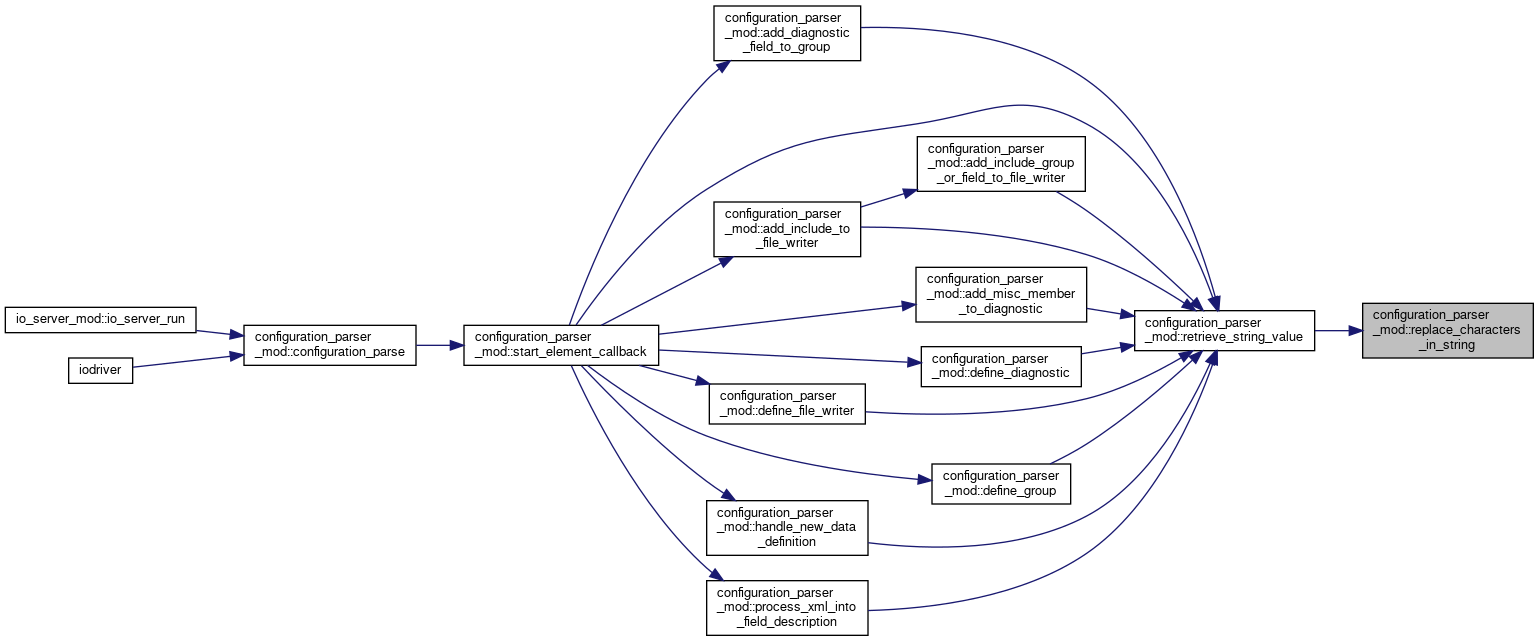 configuration_parser
_mod::add_diagnostic
_field_to_group
configuration_parser
_mod::add_include_group
_or_field_to_file_writer
configuration_parser
_mod::add_include_to
_file_writer
configuration_parser
_mod::add_misc_member
_to_diagnostic
io_server_mod::io_server_run
configuration_parser
_mod::configuration_parse
configuration_parser
_mod::start_element_callback
configuration_parser
_mod::retrieve_string_value
configuration_parser
_mod::replace_characters
_in_string
iodriver
configuration_parser
_mod::define_diagnostic
configuration_parser
_mod::define_file_writer
configuration_parser
_mod::define_group
configuration_parser
_mod::handle_new_data
_definition
configuration_parser
_mod::process_xml_into
_field_description